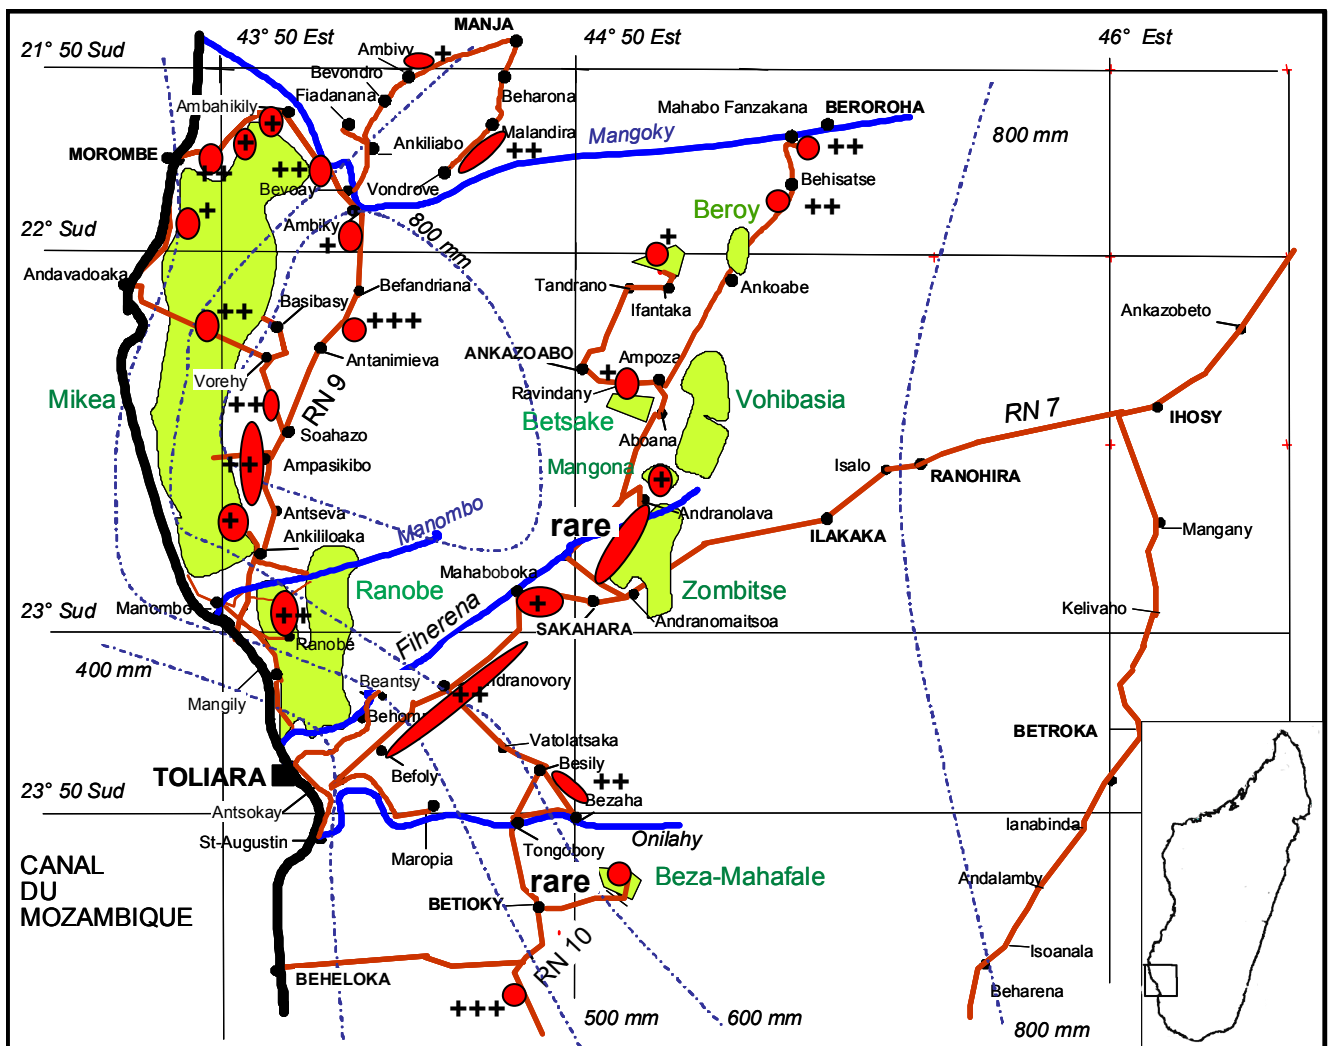 MANJA
43° 50 Est
44° 50 Est
46° Est
21° 50 Sud
Ambivy
+
Bevondro
Fiadanana
Beharona
Ambahikily
Mahabo Fanzakana
BEROROHA
800 mm
+
Malandira
Mangoky
+
Ankiliabo
++
++
MOROMBE
++
++
Bevoay
Vondrove
Behisatse
++
+
Beroy
800 mm
22° Sud
Ambiky
+
+
Andavadoaka
Befandriana
Tandrano
Ankoabe
Basibasy
Ifantaka
Ankazobeto
++
+++
Antanimieva
ANKAZOABO
Ampoza
Vorehy
+
Ravindany
Mikea
++
RN 9
Vohibasia
RN 7
IHOSY
Betsake
Soahazo
Aboana
++
Ampasikibo
Mangona
+
Isalo
RANOHIRA
Antseva
Manombo
Andranolava
+
rare
Mangany
Ankililoaka
ILAKAKA
Mahaboboka
Ranobe
Zombitse
Manombo
+
23° Sud
++
Fiherena
SAKAHARA
Andranomaitsoa
Kelivaho
Ranobe
400 mm
Beantsy
ndranovory
++
Mangily
Behom
BETROKA
Vatolatsaka
TOLIARA
Befoly
Besily
++
23° 50 Sud
Bezaha
Antsokay
St-Augustin
Onilahy
Ianabinda
Maropia
Tongobory
CANAL
DU
MOZAMBIQUE
rare
Beza-Mahafale
Andalamby
BETIOKY
RN 10
Isoanala
BEHELOKA
Beharena
+++
500 mm
600 mm
800 mm